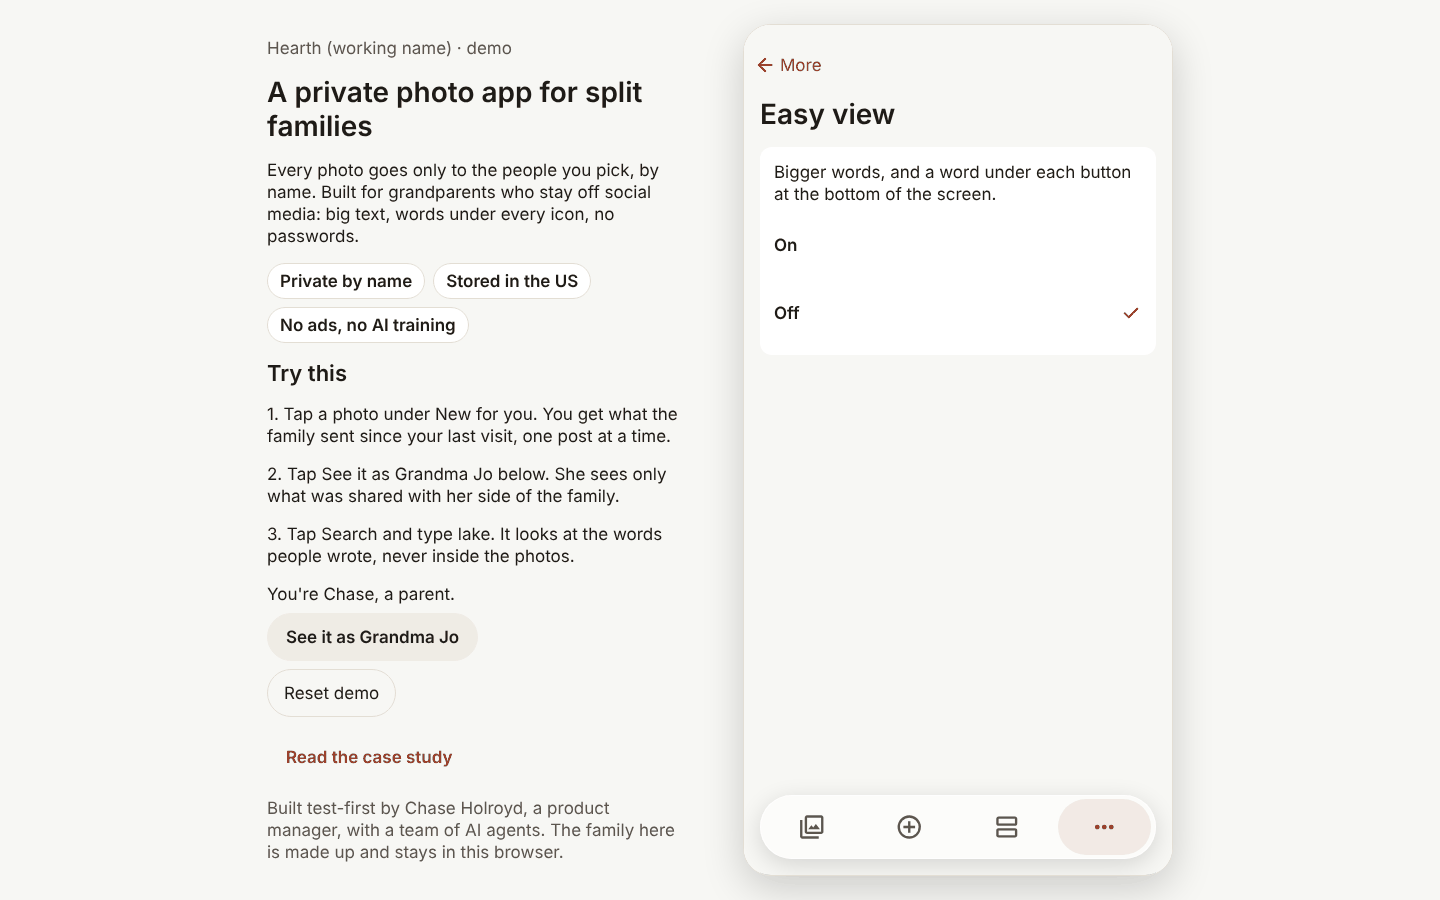 Hearth (working name) · demo
A private photo app for split
families
Every photo goes only to the people you pick, by
name. Built for grandparents who stay off social
media: big text, words under every icon, no
passwords.
Private by name
Stored in the US
No ads, no AI training
Try this
1. Tap a photo under New for you. You get what the
family sent since your last visit, one post at a time.
2. Tap See it as Grandma Jo below. She sees only
what was shared with her side of the family.
3. Tap Search and type lake. It looks at the words
people wrote, never inside the photos.
You're Chase, a parent.
See it as Grandma Jo
Reset demo
Read the case study
Built test-first by Chase Holroyd, a product
manager, with a team of AI agents. The family here
is made up and stays in this browser.
More
Easy view
Bigger words, and a word under each button
at the bottom of the screen.
On
Off